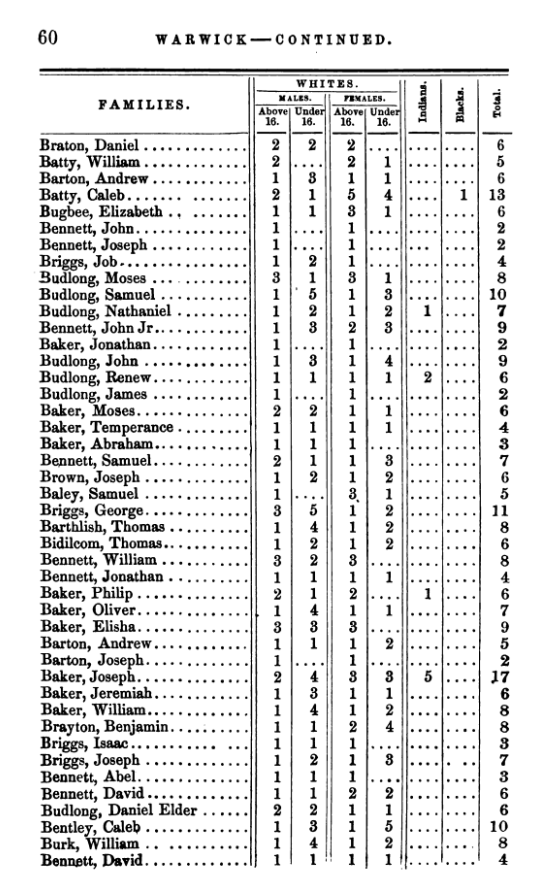 60 WARWICK—CONTINUED.
FAMILIES. WHITES. Indians. Blacks. Total.
MALES. FEMALES.
Above 16. Under 16. Above 16. Under 16.
Braton, Daniel ............. 2 2 2 .... .... .... 6
Batty, William ............. 2 .... 2 1 .... .... 5
Barton, Andrew ............ 1 3 1 1 .... .... 6
Batty, Caleb........ ....... 2 1 5 4 .... 1 13
Bugbee, Elizabeth .. ....... 1 1 3 1 .... .... 6
Bennett, John.............. 1 .... 1 .... .... .... 2
Bennett, Joseph ............ 1 .... 1 .... ... .... 2
Briggs, Job................ 1 2 1 .... .... .... 4
Budlong, Moses ... ......... 3 1 3 1 .... .... 8
Budlong, Samuel ........... 1 5 1 3 .... .... 10
Budlong, Nathaniel ......... 1 2 1 2 1 .... 7
Bennett, John Jr............ 1 3 2 3 .... .... 9
Baker, Jonathan............ 1 .... 1 .... .... .... 2
Budlong, John ............. 1 3 1 4 .... .... 9
Budlong, Renew............ 1 1 1 1 2 .... 6
Budlong, James ............ 1 .... 1 .... .... .... 2
Baker, Moses.............. 2 2 1 1 .... .... 6
Baker, Temperance ......... 1 1 1 1 .... .... 4
Baker, Abraham............ 1 1 1 .... .... .... 3
Bennett, Samuel............ 2 1 1 3 .... .... 7
Brown, Joseph ............. 1 2 1 2 .... .... 6
Baley, Samuel ............. 1 .... 3 1 .... .... 5
Briggs, George............. 3 5 1 2 .... .... 11
Barthlish, Thomas .......... 1 4 1 2 .... .... 8
Bidilcom, Thomas........... 1 2 1 2 .... .... 6
Bennett, William ........... 3 2 3 .... .... .... 8
Bennett, Jonathan .......... 1 1 1 1 .... .... 4
Baker, Philip .............. 2 1 2 .... 1 .... 6
Baker, Oliver.............. 1 4 1 1 .... .... 7
Baker, Elisha.............. 3 3 3 .... .... .... 9
Barton, Andrew............ 1 1 1 2 .... .... 5
Barton, Joseph............. 1 .... 1 .... .... .... 2
Baker, Joseph.............. 2 4 3 3 5 .... 17
Baker, Jeremiah............ 1 3 1 1 .... .... 6
Baker, William............. 1 4 1 2 .... .... 8
Brayton, Benjamin.......... 1 1 2 4 .... .... 8
Briggs, Isaac.......... .... 1 1 1 .... .... .... 3
Briggs, Joseph ............. 1 2 1 3 .... .... 7
Bennett, Abel.............. 1 1 1 .... .... .... 3
Bennett, David............. 1 1 2 2 .... .... 6
Budlong, Daniel Elder ...... 2 2 1 1 .... .... 6
Bentley, Caleb ............. 1 3 1 5 .... .... 10
Burk, William .. ........... 1 4 1 2 .... .... 8
Bennett, David............. 1 1 1 1 .... .... 4